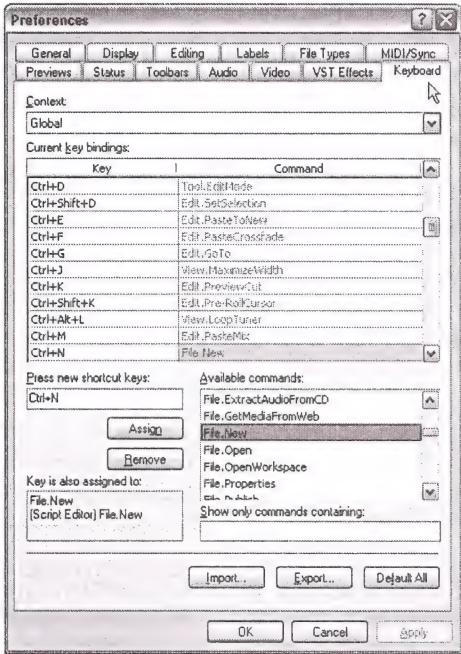 Preferences
General Display Editing Labels File Types MIDI/Sync
Previews Status Toolbars Audio Video VST Effects Keyboard
Context:
Global
Current key bindings:
Key Command
Ctrl+D Tool.EditMode
Ctrl+Shift+D Edit.SetSelection
Ctrl+E Edit.PasteToNew
Ctrl+F Edit.PasteCrossfade
Ctrl+G Edit.GoTo
Ctrl+J View.MaximizeWidth
Ctrl+K Edit.PreviewCut
Ctrl+Shift+K Edit.Pre-RollCursor
Ctrl+Alt+L View.LoopTuner
Ctrl+M Edit.PasteMix
Ctrl+N File.New
Press new shortcut keys:
Ctrl+N
Assign
Remove
Key is also assigned to:
File.New
(Script Editor) File.New
Available commands:
File.ExtractAudioFromCD
File.GetMediaFromWeb
File.New
File.Open
File.OpenWorkspace
File.Properties
File.Publish
Show only commands containing:
Import... Export... Default All
OK Cancel Apply